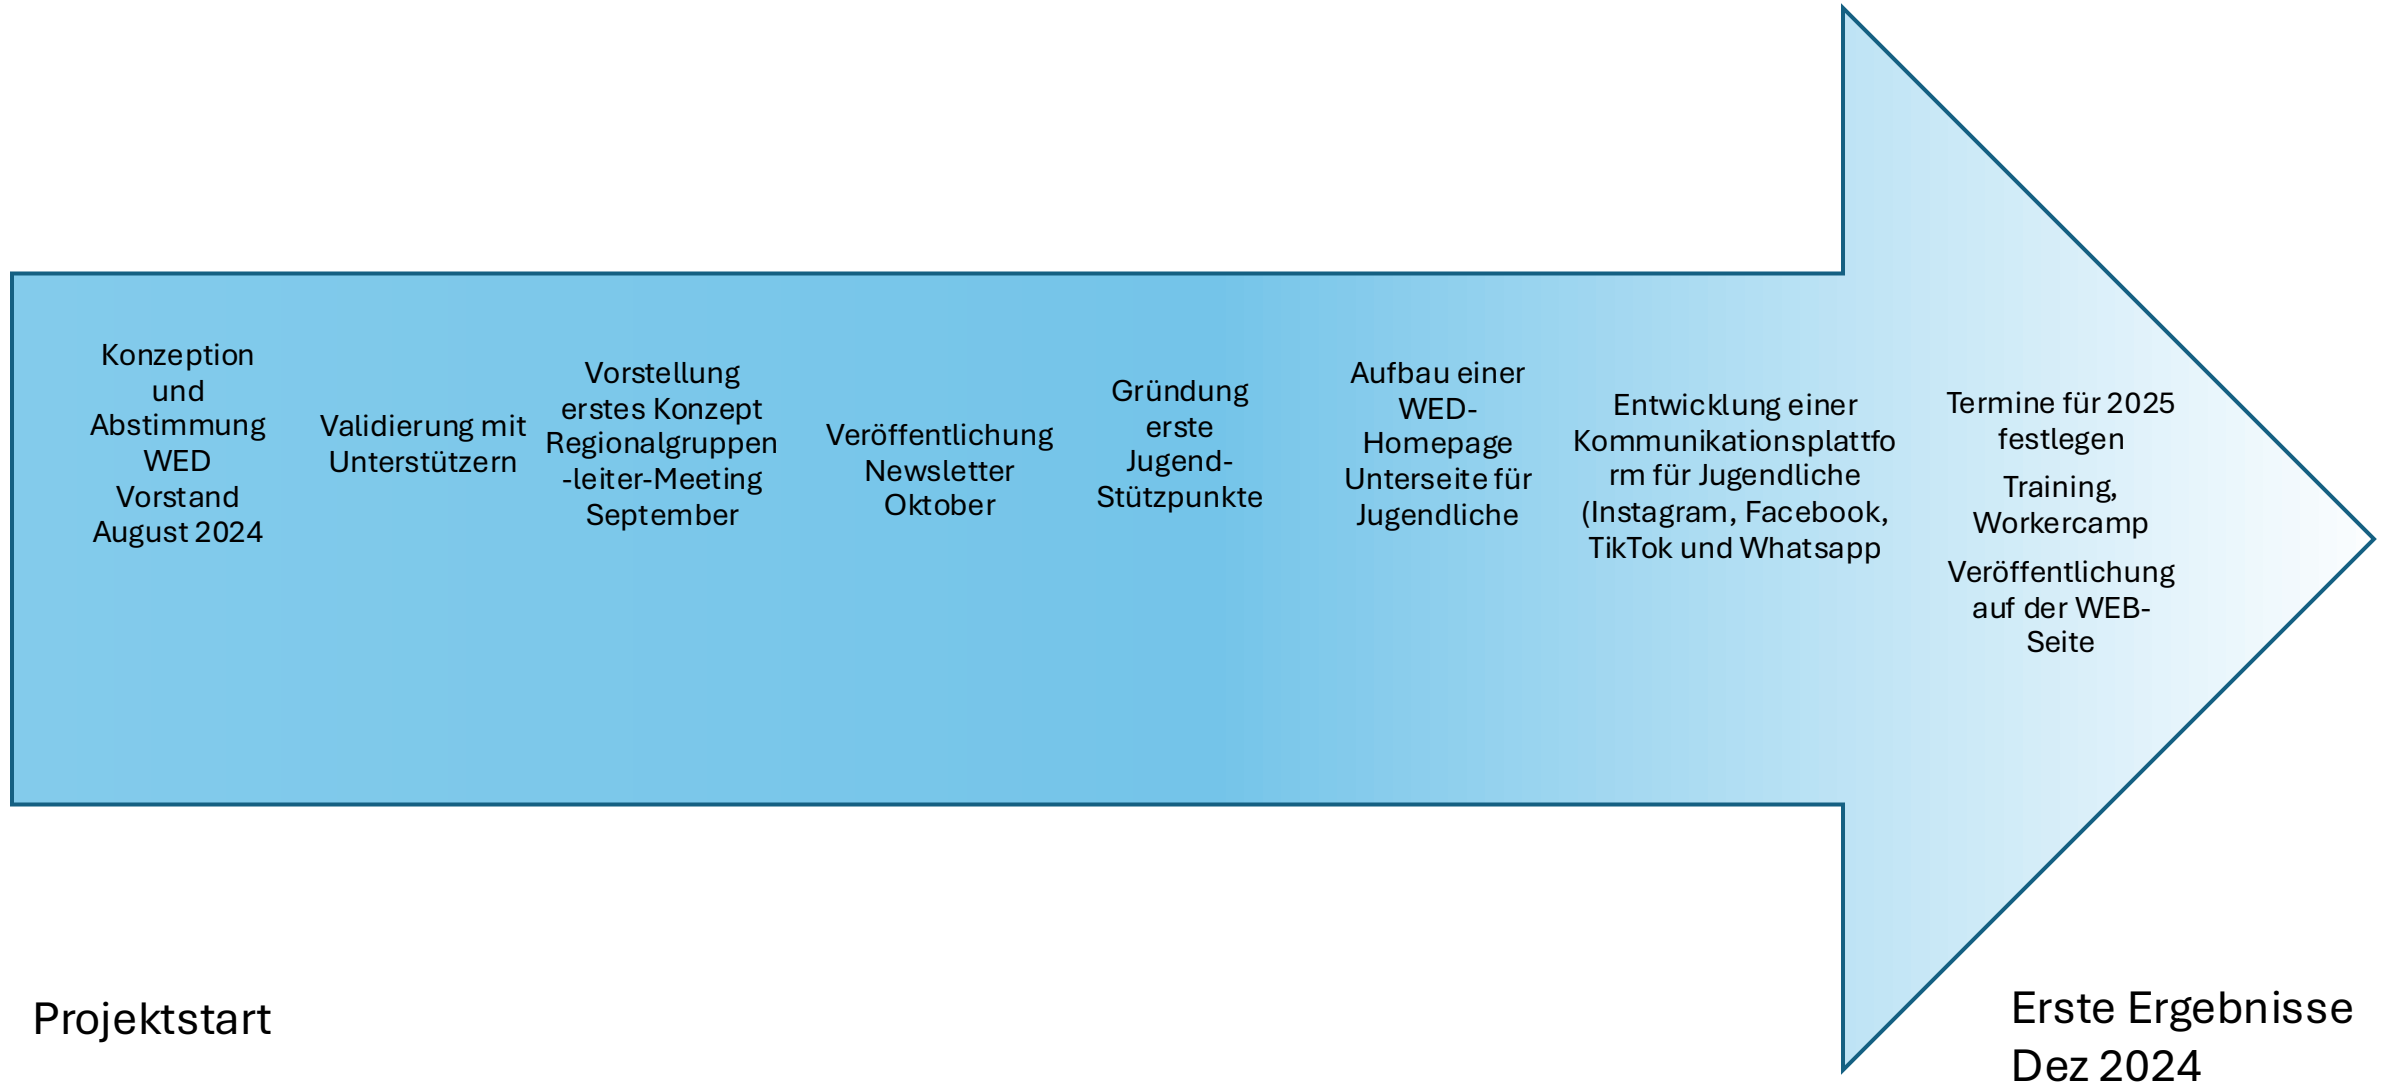 Konzeption
und
Abstimmung
WED
Vorstand
August 2024
Validierung mit
Unterstützern
Vorstellung
erstes Konzept
Regionalgruppen
-leiter-Meeting
September
Veröffentlichung
Newsletter
Oktober
Gründung
erste
Jugend-
Stützpunkte
Aufbau einer
WED-
Homepage
Unterseite für
Jugendliche
Entwicklung einer
Kommunikationsplattfo
rm für Jugendliche
(Instagram, Facebook,
TikTok und Whatsapp
Termine für 2025
festlegen
Training,
Workercamp
Veröffentlichung
auf der WEB-
Seite
Projektstart
Erste Ergebnisse
Dez 2024